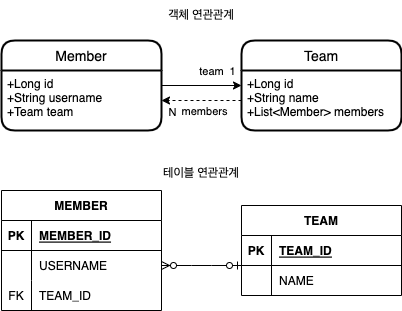 객체 연관관계
Member
+Long id
+String username
+Team team
team 1
N members
Team
+Long id
+String name
+List<Member> members
테이블 연관관계
MEMBER
PK MEMBER_ID
USERNAME
FK TEAM_ID
TEAM
PK TEAM_ID
NAME